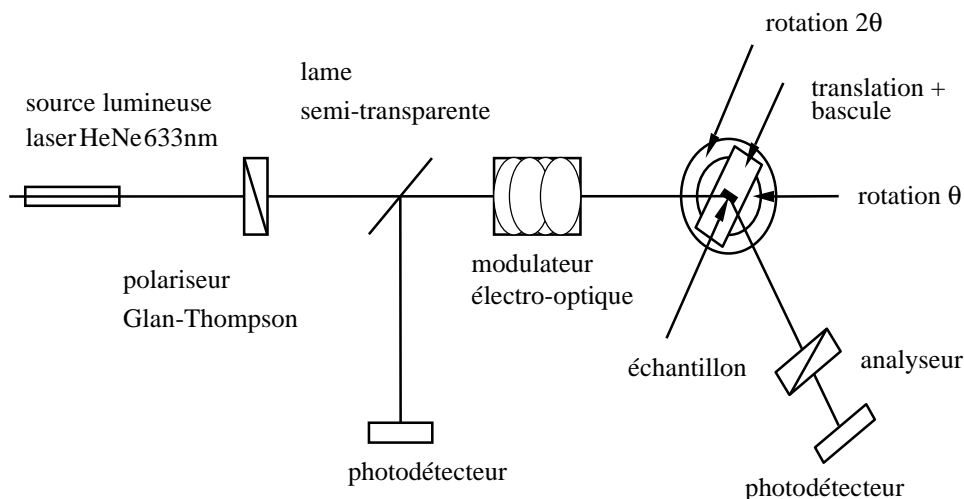 rotation 2θ
lame
semi-transparente
translation +
bascule
source lumineuse
laser HeNe 633nm
rotation θ
modulateur
électro-optique
polariseur
Glan-Thompson
échantillon
analyseur
photodétecteur
photodétecteur